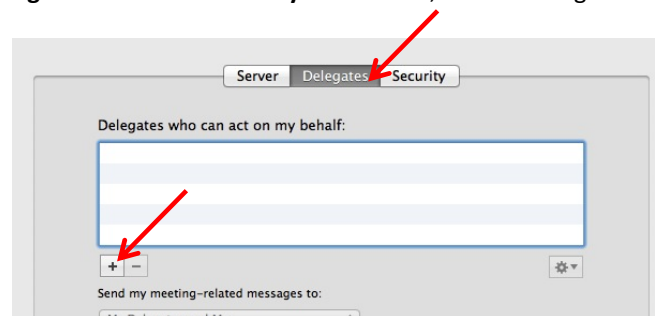 Server Delegates Security
Delegates who can act on my behalf:
+ −
Send my meeting-related messages to: